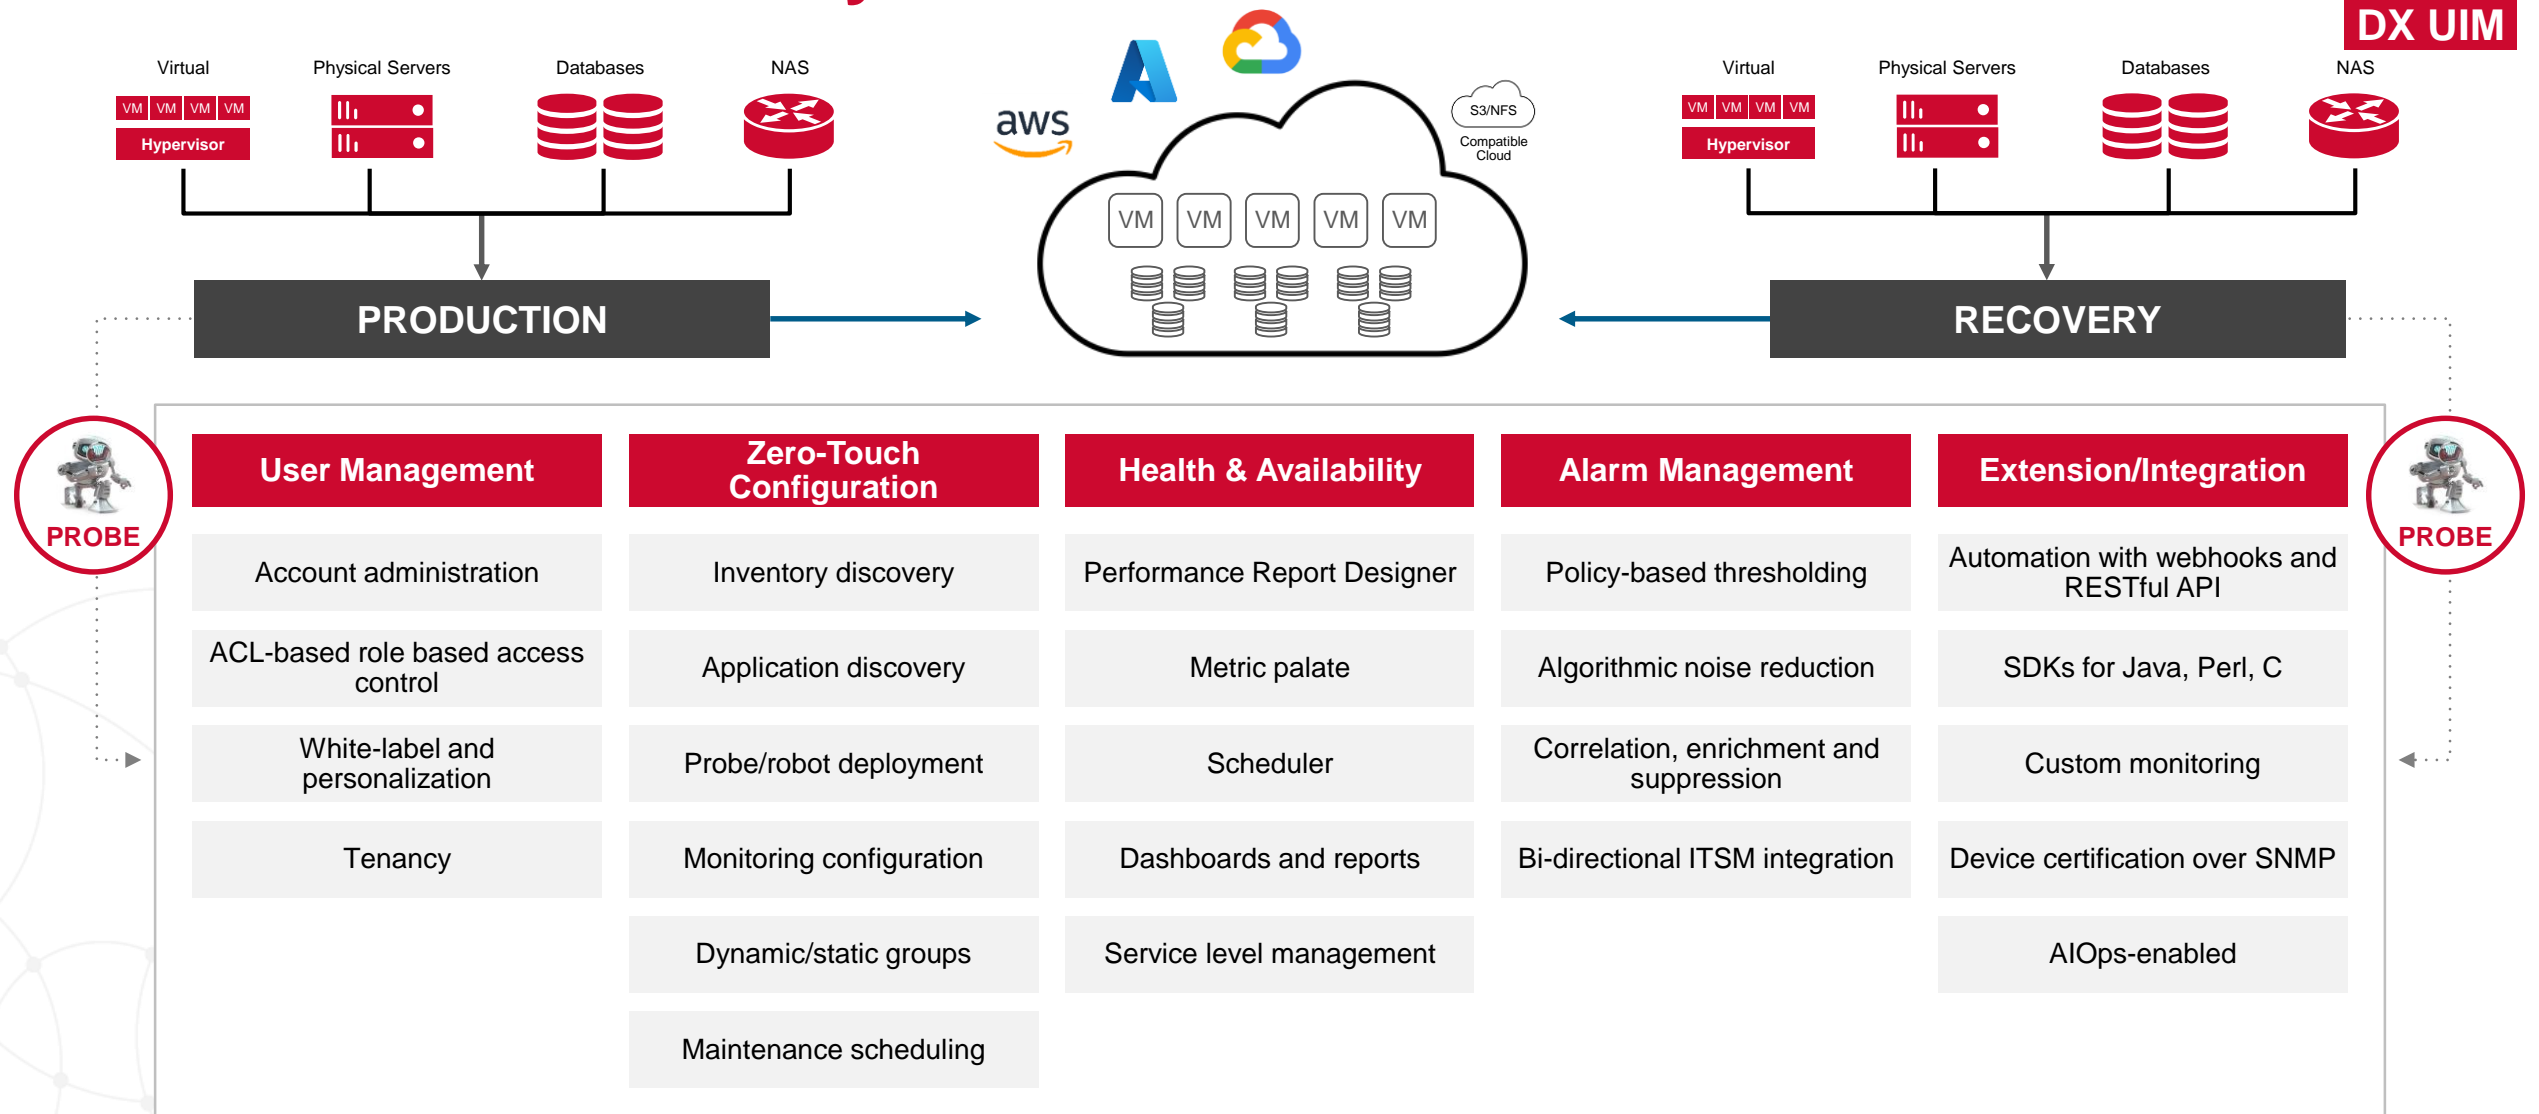 DX UIM
Virtual
Physical Servers
Databases
NAS
VM VM VM VM
Hypervisor
aws
S3/NFS
Compatible
Cloud
VM VM VM VM VM
Virtual
Physical Servers
Databases
NAS
VM VM VM VM
Hypervisor
PRODUCTION
RECOVERY
PROBE
PROBE
User Management
Account administration
ACL-based role based access
control
White-label and
personalization
Tenancy
Zero-Touch
Configuration
Inventory discovery
Application discovery
Probe/robot deployment
Monitoring configuration
Dynamic/static groups
Maintenance scheduling
Health & Availability
Performance Report Designer
Metric palate
Scheduler
Dashboards and reports
Service level management
Alarm Management
Policy-based thresholding
Algorithmic noise reduction
Correlation, enrichment and
suppression
Bi-directional ITSM integration
Extension/Integration
Automation with webhooks and
RESTful API
SDKs for Java, Perl, C
Custom monitoring
Device certification over SNMP
AIOps-enabled